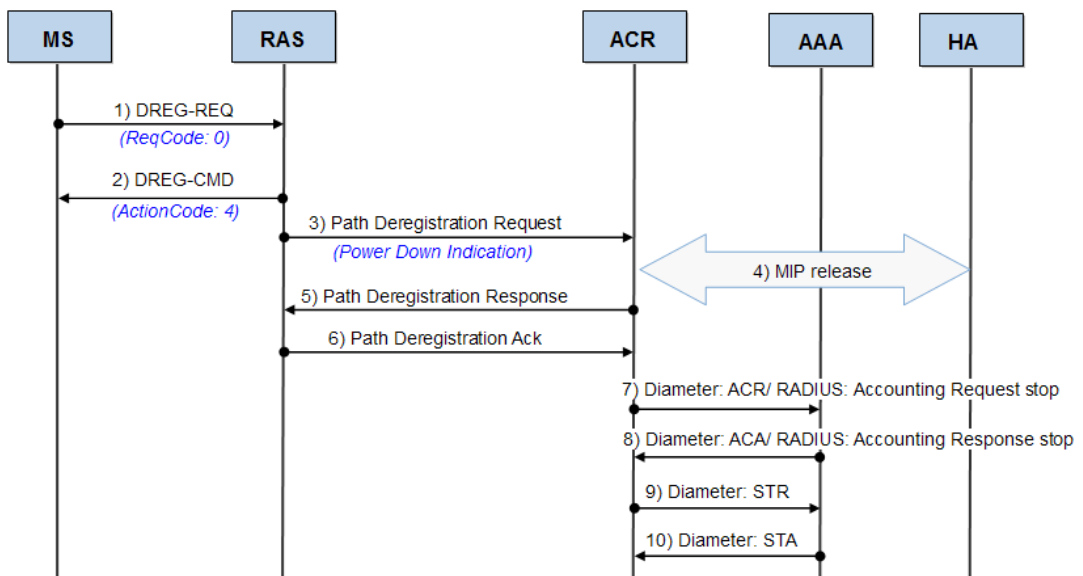 MS
RAS
ACR
AAA
HA
1) DREG-REQ
(ReqCode: 0)
2) DREG-CMD
(ActionCode: 4)
3) Path Deregistration Request
(Power Down Indication)
4) MIP release
5) Path Deregistration Response
6) Path Deregistration Ack
7) Diameter: ACR/ RADIUS: Accounting Request stop
8) Diameter: ACA/ RADIUS: Accounting Response stop
9) Diameter: STR
10) Diameter: STA